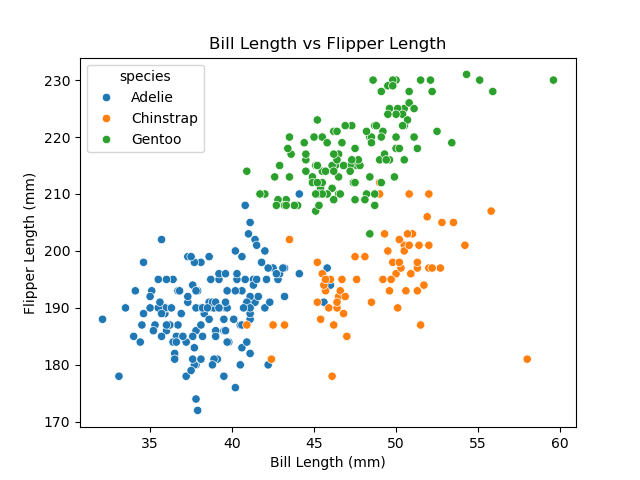 Bill Length vs Flipper Length
species
Adelie
Chinstrap
Gentoo
Flipper Length (mm)
230
220
210
200
190
180
170
35 40 45 50 55 60
Bill Length (mm)